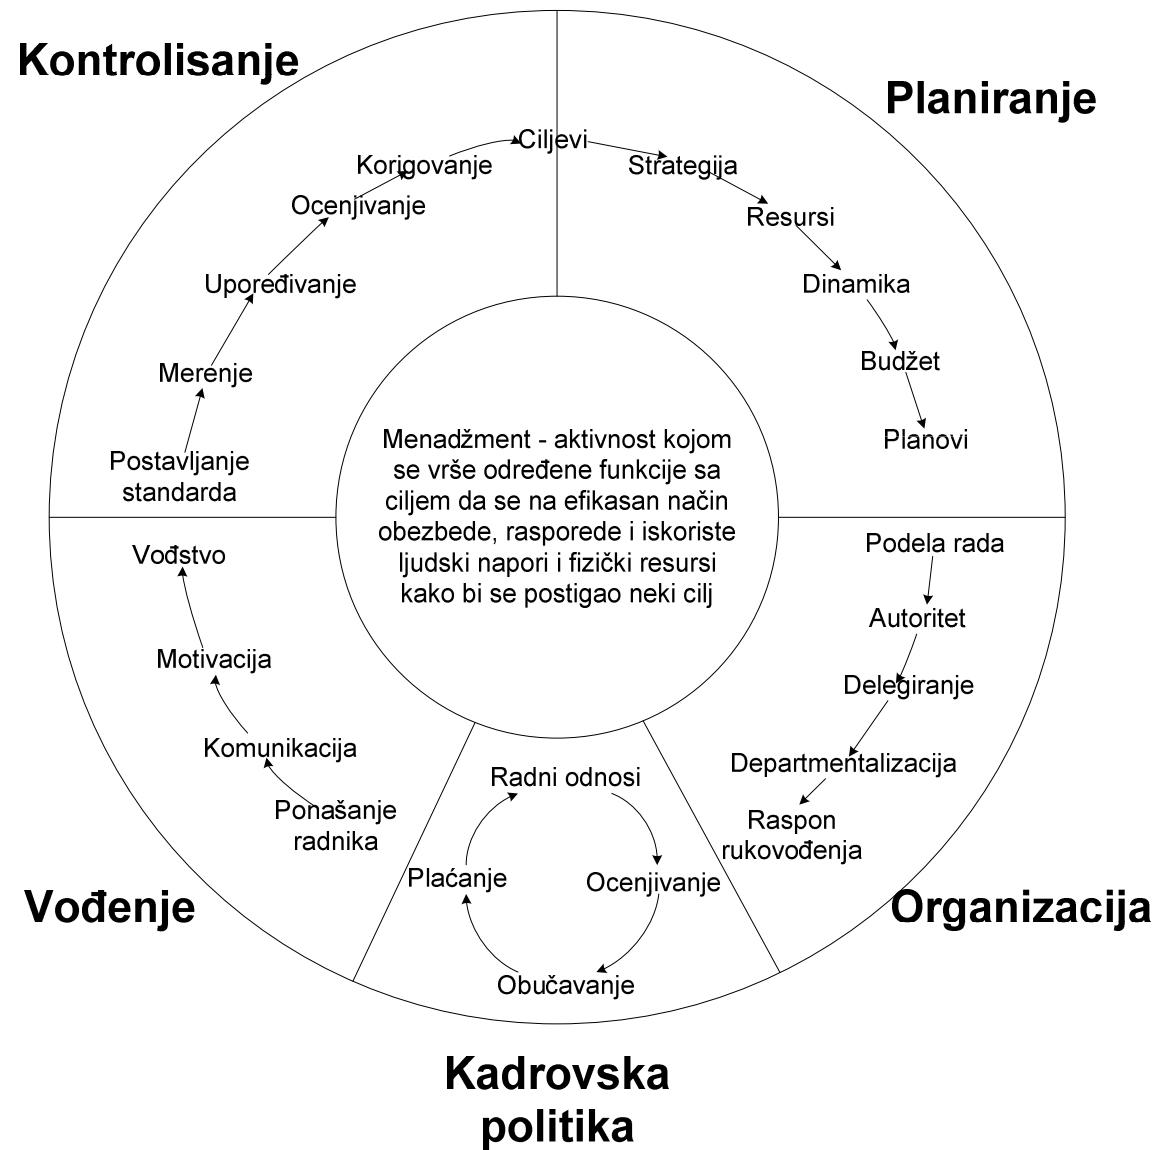 Kontrolisanje
Planiranje
Ciljevi
Strategija
Resursi
Dinamika
Budžet
Planovi
Podela rada
Autoritet
Delegiranje
Departmentalizacija
Raspon
rukovođenja
Organizacija
Radni odnosi
Ocenjivanje
Obučavanje
Plaćanje
Kadrovska
politika
Ponašanje
radnika
Komunikacija
Motivacija
Vođstvo
Vođenje
Postavljanje
standarda
Merenje
Upoređivanje
Ocenjivanje
Korigovanje
Menadžment - aktivnost kojom
se vrše određene funkcije sa
ciljem da se na efikasan način
obezbede, rasporede i iskoriste
ljudski napori i fizički resursi
kako bi se postigao neki cilj